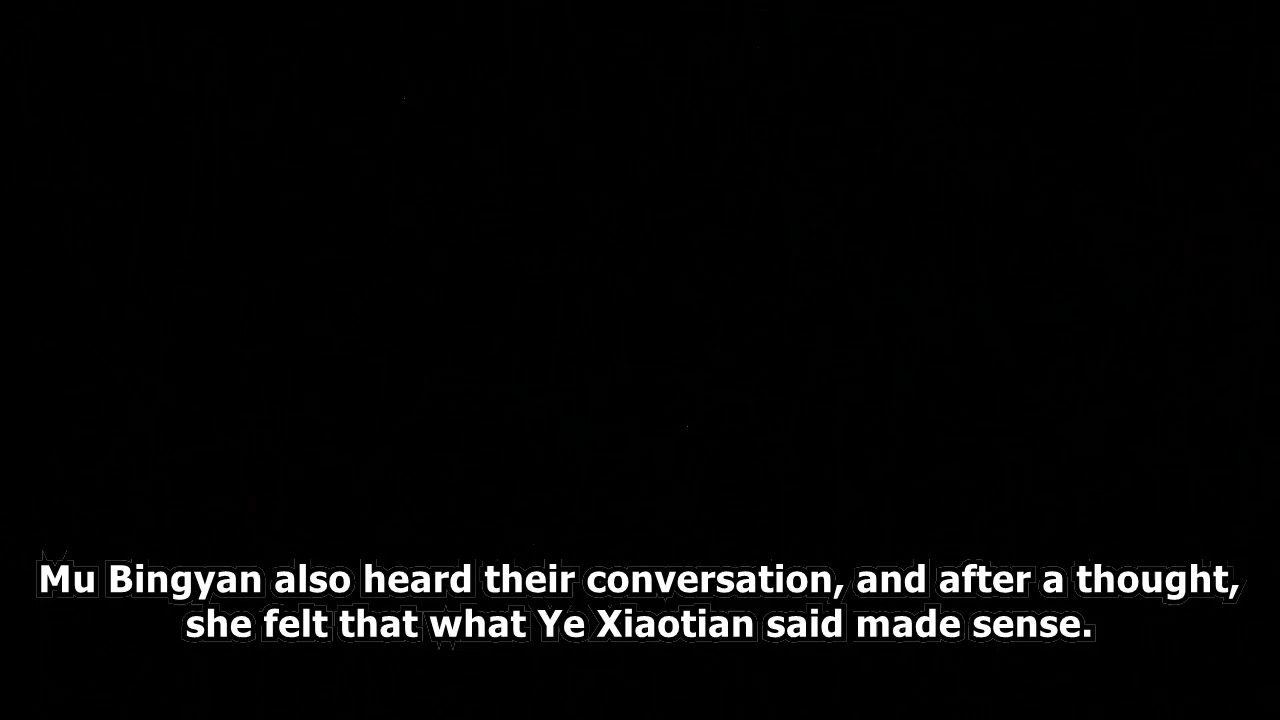 Mu Bingyan also heard their conversation, and after a thought,
she felt that what Ye Xiaotian said made sense.